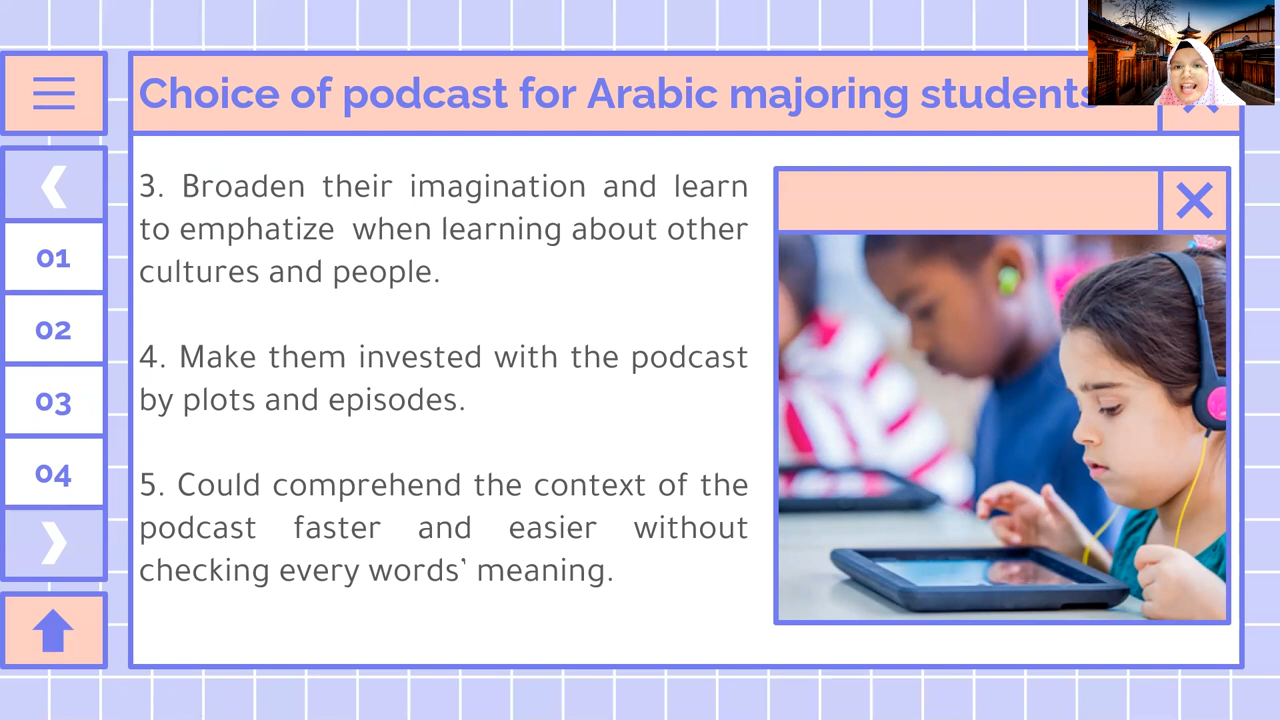 Choice of podcast for Arabic majoring students
01
02
03
04
3. Broaden their imagination and learn
to emphatize when learning about other
cultures and people.
4. Make them invested with the podcast
by plots and episodes.
5. Could comprehend the context of the
podcast faster and easier without
checking every words’ meaning.